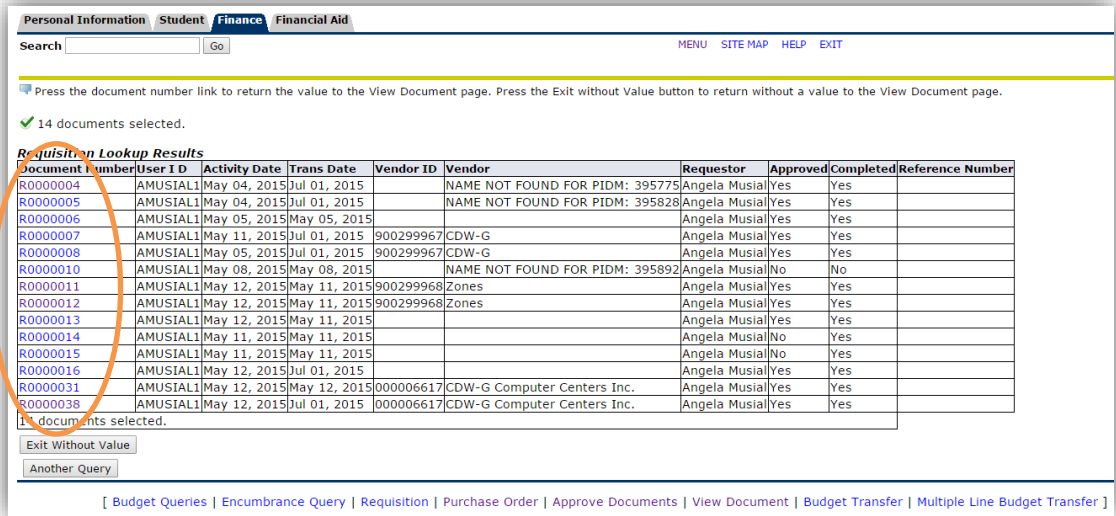 Personal Information Student Finance Financial Aid
Search Go MENU SITE MAP HELP EXIT
Press the document number link to return the value to the View Document page. Press the Exit without Value button to return without a value to the View Document page.
14 documents selected.
Requisition Lookup Results
Document Number User I D Activity Date Trans Date Vendor ID Vendor Requestor Approved Completed Reference Number
R0000004 AMUSIAL1 May 04, 2015 Jul 01, 2015 NAME NOT FOUND FOR PIDM: 395775 Angela Musial Yes Yes
R0000005 AMUSIAL1 May 04, 2015 Jul 01, 2015 NAME NOT FOUND FOR PIDM: 395828 Angela Musial Yes Yes
R0000006 AMUSIAL1 May 05, 2015 May 05, 2015 Angela Musial Yes Yes
R0000007 AMUSIAL1 May 11, 2015 Jul 01, 2015 900299967 CDW-G Angela Musial Yes Yes
R0000008 AMUSIAL1 May 05, 2015 Jul 01, 2015 900299967 CDW-G Angela Musial Yes Yes
R0000010 AMUSIAL1 May 08, 2015 May 08, 2015 NAME NOT FOUND FOR PIDM: 395892 Angela Musial No No
R0000011 AMUSIAL1 May 12, 2015 May 11, 2015 900299968 Zones Angela Musial Yes Yes
R0000012 AMUSIAL1 May 12, 2015 May 11, 2015 900299968 Zones Angela Musial Yes Yes
R0000013 AMUSIAL1 May 12, 2015 May 11, 2015 Angela Musial Yes Yes
R0000014 AMUSIAL1 May 11, 2015 May 11, 2015 Angela Musial No Yes
R0000015 AMUSIAL1 May 11, 2015 May 11, 2015 Angela Musial No Yes
R0000016 AMUSIAL1 May 12, 2015 Jul 01, 2015 Angela Musial Yes Yes
R0000031 AMUSIAL1 May 12, 2015 May 12, 2015 000006617 CDW-G Computer Centers Inc. Angela Musial Yes Yes
R0000038 AMUSIAL1 May 12, 2015 Jul 01, 2015 000006617 CDW-G Computer Centers Inc. Angela Musial Yes Yes
14 documents selected.
Exit Without Value
Another Query
[ Budget Queries | Encumbrance Query | Requisition | Purchase Order | Approve Documents | View Document | Budget Transfer | Multiple Line Budget Transfer ]